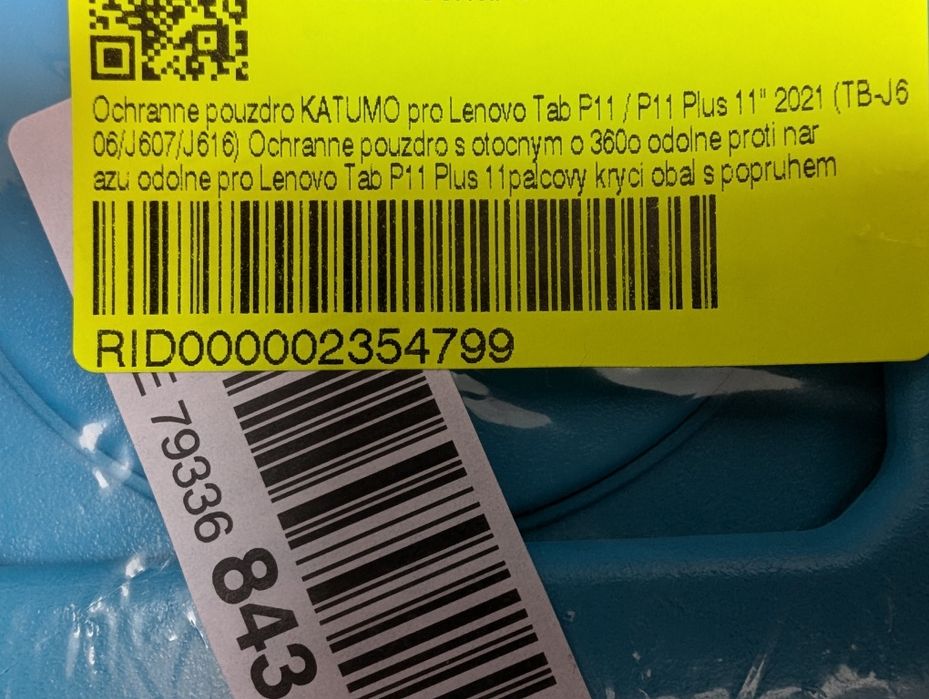 Ochranne pouzdro KATUMO pro Lenovo Tab P11 / P11 Plus 11" 2021 (TB-J6
06/J607/J616) Ochranne pouzdro s otocnym o 360o odolne proti nar
azu odolne pro Lenovo Tab P11 Plus 11palcovy kryci obal s popruhem
RID0000002354799
E 79336 843